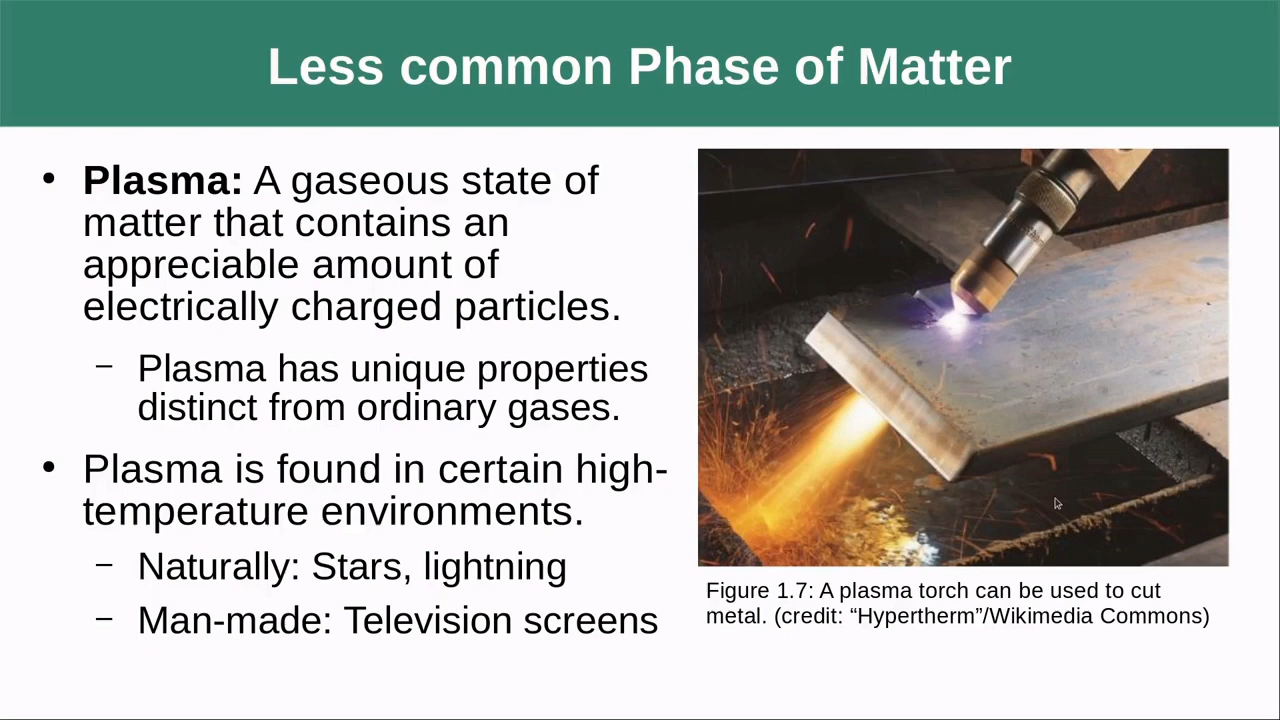 Less common Phase of Matter
• Plasma: A gaseous state of
matter that contains an
appreciable amount of
electrically charged particles.
– Plasma has unique properties
distinct from ordinary gases.
• Plasma is found in certain high-
temperature environments.
– Naturally: Stars, lightning
– Man-made: Television screens
Figure 1.7: A plasma torch can be used to cut
metal. (credit: “Hypertherm”/Wikimedia Commons)